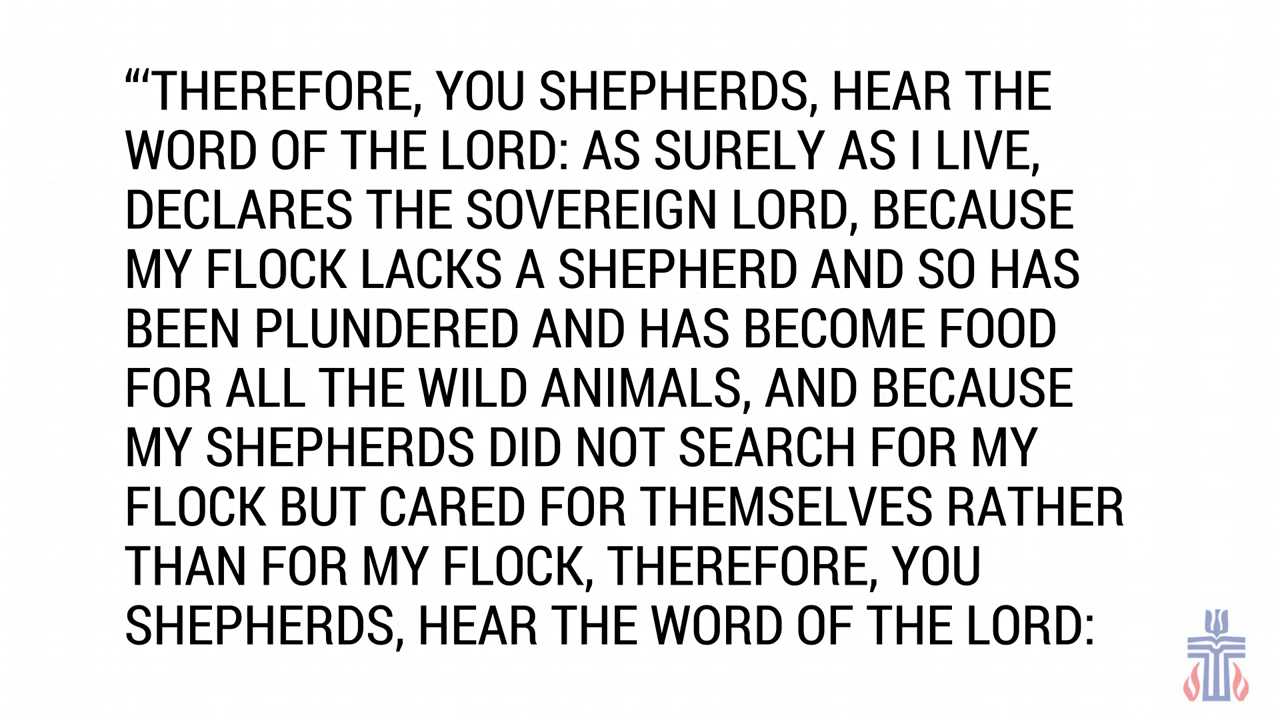 “‘THEREFORE, YOU SHEPHERDS, HEAR THE
WORD OF THE LORD: AS SURELY AS I LIVE,
DECLARES THE SOVEREIGN LORD, BECAUSE
MY FLOCK LACKS A SHEPHERD AND SO HAS
BEEN PLUNDERED AND HAS BECOME FOOD
FOR ALL THE WILD ANIMALS, AND BECAUSE
MY SHEPHERDS DID NOT SEARCH FOR MY
FLOCK BUT CARED FOR THEMSELVES RATHER
THAN FOR MY FLOCK, THEREFORE, YOU
SHEPHERDS, HEAR THE WORD OF THE LORD: